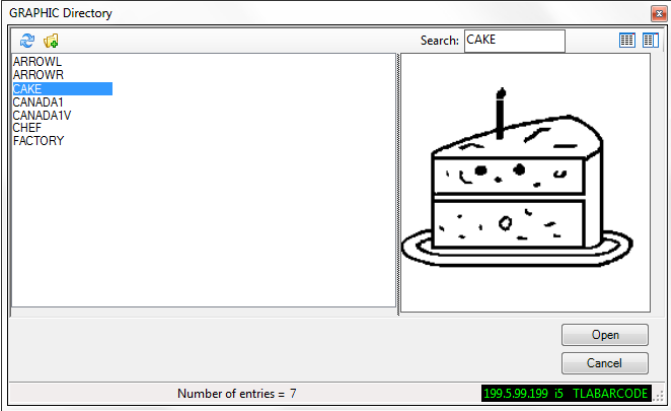 GRAPHIC Directory
Search: CAKE
ARROWL
ARROWR
CAKE
CANADA1
CANADA1V
CHEF
FACTORY
Open
Cancel
Number of entries = 7
199.5.99.199 i5 TLABARCODE